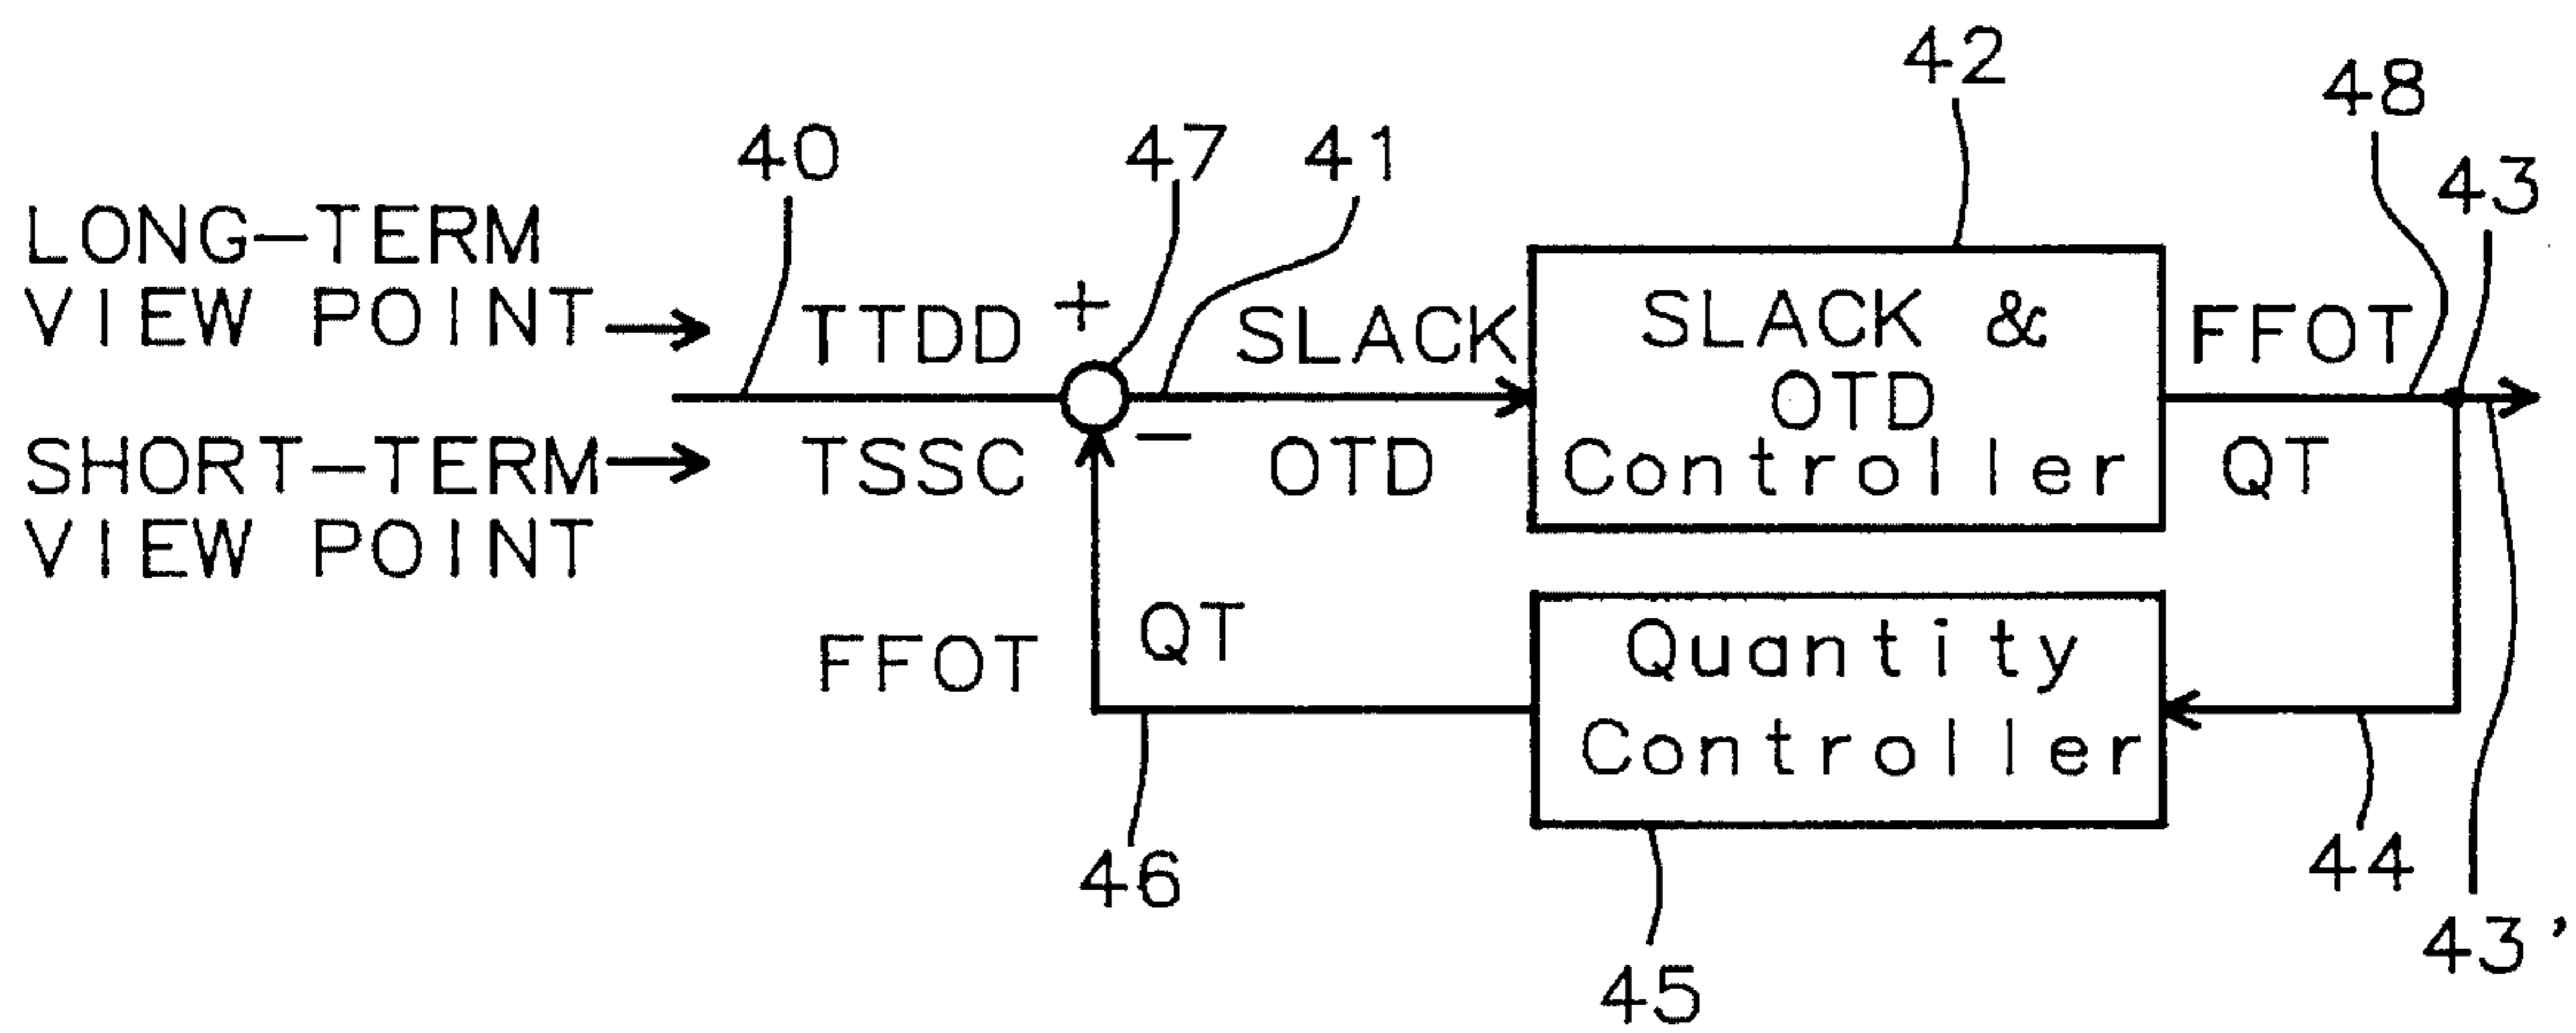 42
48
40
47
41
43
LONG-TERM
VIEW POINT
TTDD
+
SLACK
SLACK &
OTD
Controller
FFOT
SHORT-TERM
VIEW POINT
TSSC
-
OTD
QT
FFOT
QT
Quantity
Controller
46
45
44
43'